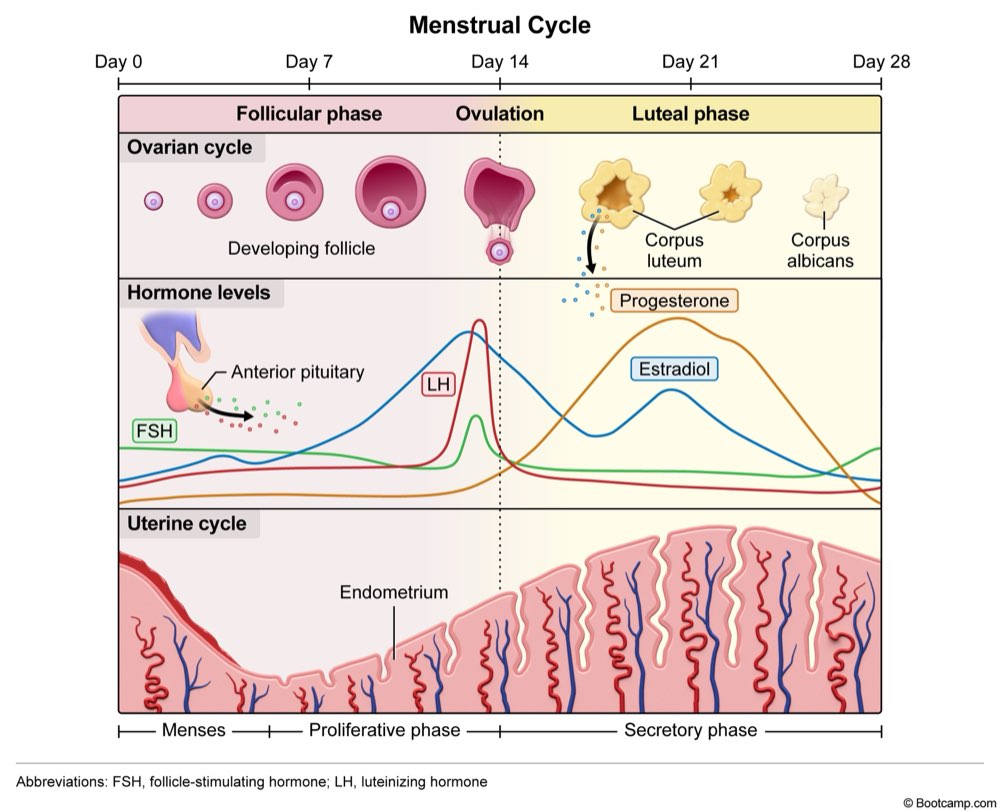 Menstrual Cycle
Day 0 Day 7 Day 14 Day 21 Day 28
Follicular phase Ovulation Luteal phase
Ovarian cycle
Developing follicle
Corpus
luteum
Corpus
albicans
Hormone levels
Progesterone
Anterior pituitary
Estradiol
LH
FSH
Uterine cycle
Endometrium
Menses Proliferative phase Secretory phase
Abbreviations: FSH, follicle-stimulating hormone; LH, luteinizing hormone
© Bootcamp.com